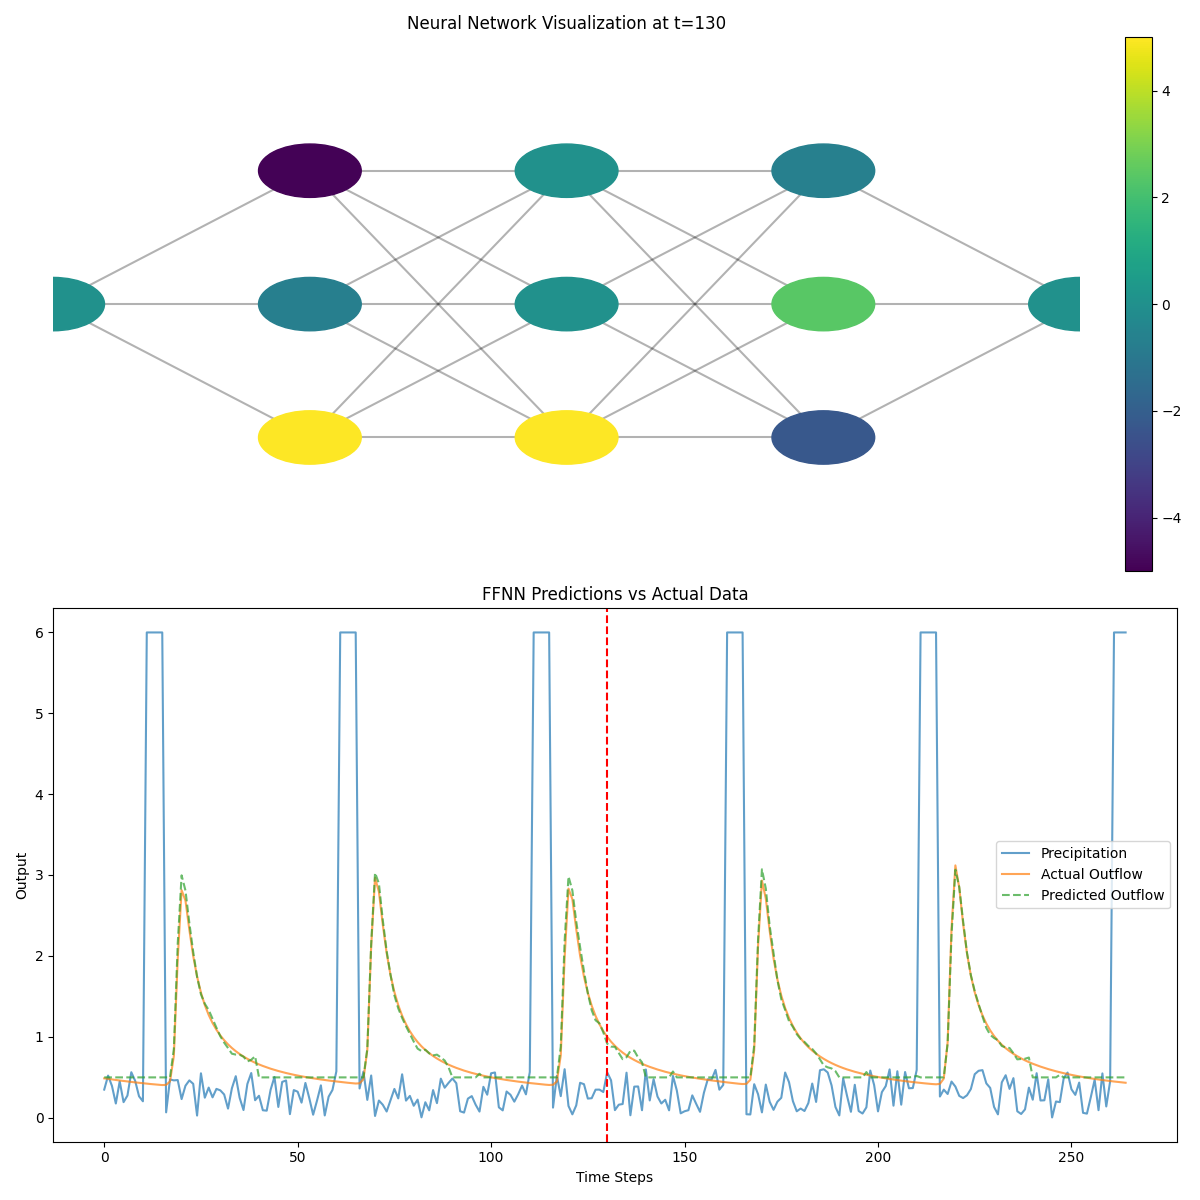 Neural Network Visualization at t=130
4
2
0
−2
−4
FFNN Predictions vs Actual Data
6
5
4
3
2
1
0
Output
Precipitation
Actual Outflow
Predicted Outflow
0 50 100 150 200 250
Time Steps